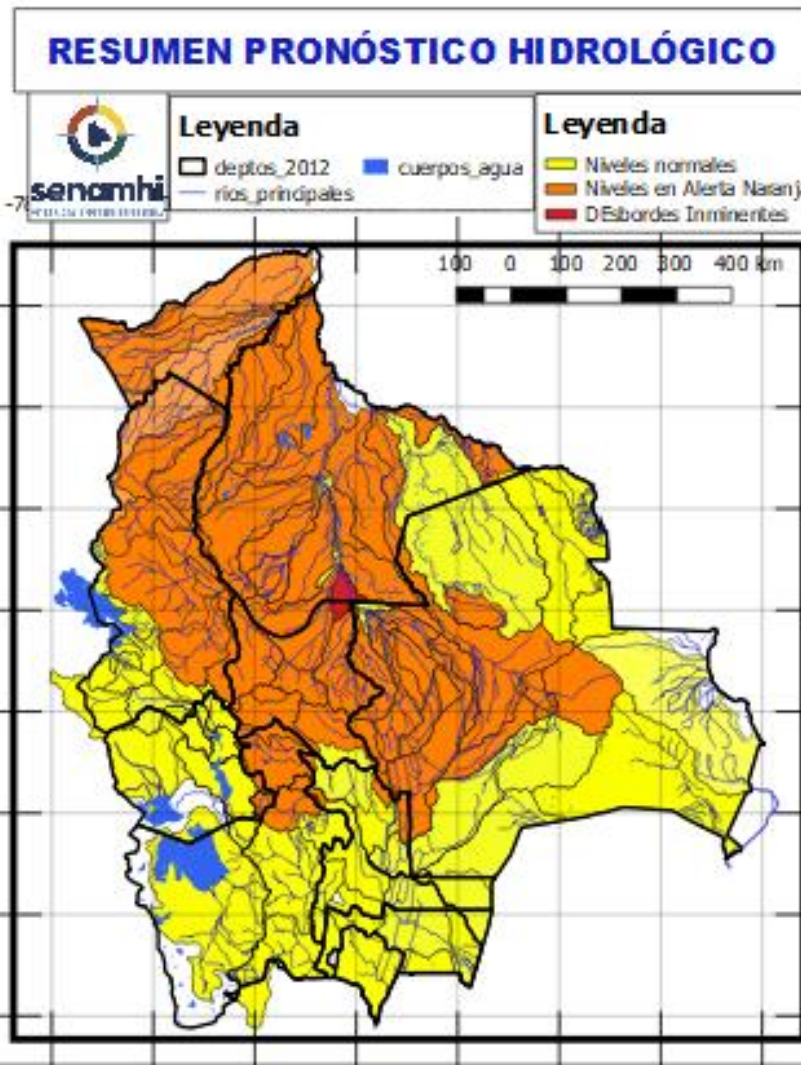 RESUMEN PRONÓSTICO HIDROLÓGICO
senamhi
Leyenda
deptos_2012
cuerpos_agua
rios_principales
Leyenda
Niveles normales
Niveles en Alerta Naranj
DEsbordes Inminentes
100 0 100 200 300 400 km